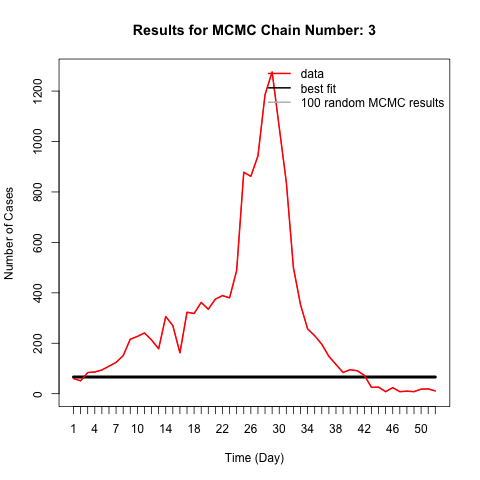 Results for MCMC Chain Number: 3
data
best fit
100 random MCMC results
Number of Cases
0 200 400 600 800 1000 1200
1 4 7 10 14 18 22 26 30 34 38 42 46 50
Time (Day)